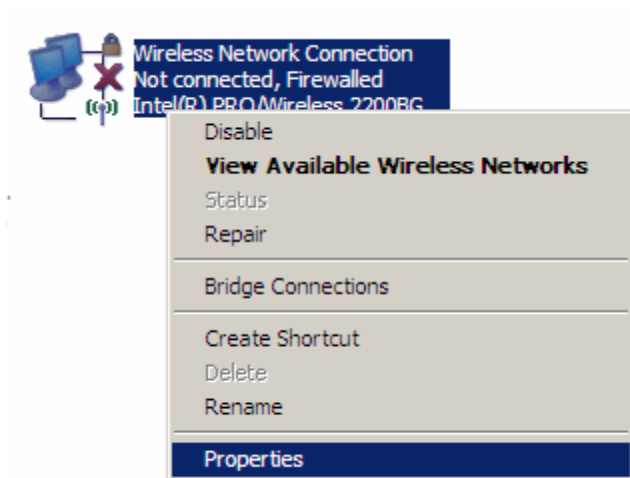 Wireless Network Connection
Not connected, Firewalled
Intel(R) PRO/Wireless 2200BG
Disable
View Available Wireless Networks
Status
Repair
Bridge Connections
Create Shortcut
Delete
Rename
Properties